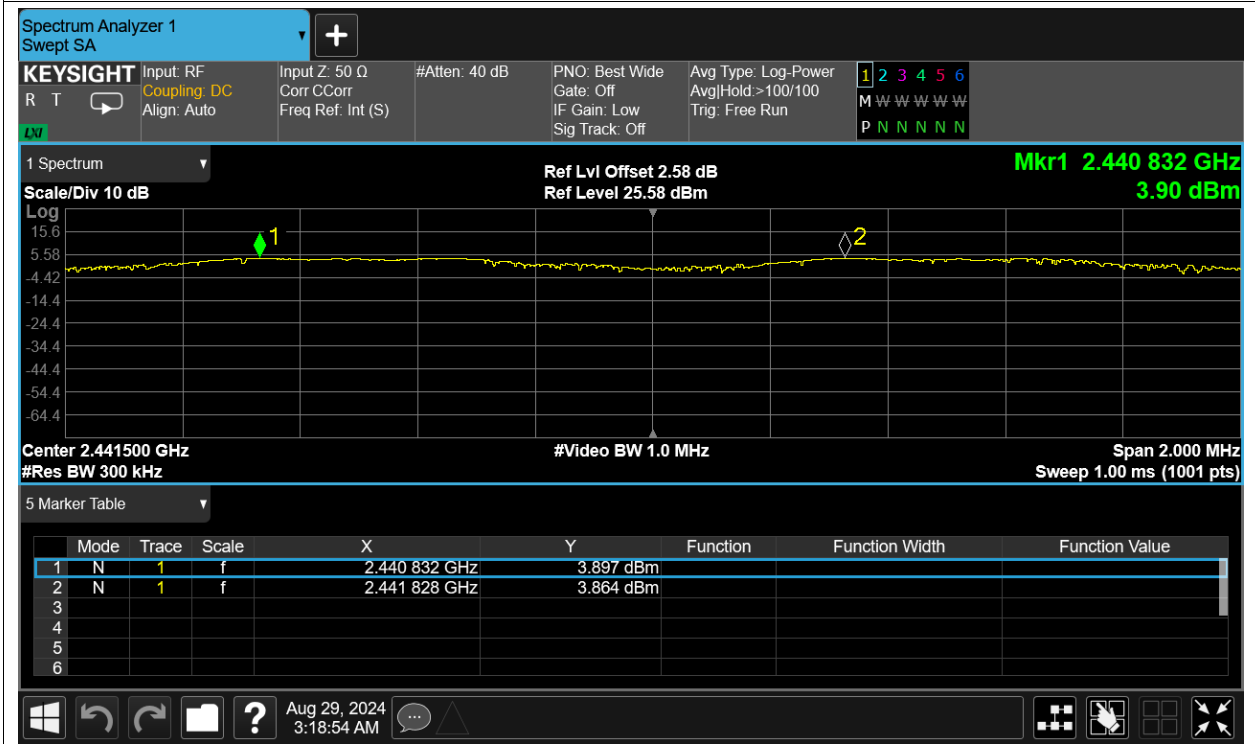 Spectrum Analyzer 1
Swept SA
+
KEYSIGHT
R T
LXI
Input: RF
Coupling: DC
Align: Auto
Input Z: 50 Ω
Corr CCorr
Freq Ref: Int (S)
#Atten: 40 dB
PNO: Best Wide
Gate: Off
IF Gain: Low
Sig Track: Off
Avg Type: Log-Power
Avg|Hold:>100/100
Trig: Free Run
1 2 3 4 5 6
M W W W W W
P N N N N N
1 Spectrum
Scale/Div 10 dB
Ref Lvl Offset 2.58 dB
Ref Level 25.58 dBm
Mkr1 2.440 832 GHz
3.90 dBm
Log
15.6
5.58
-4.42
-14.4
-24.4
-34.4
-44.4
-54.4
-64.4
1
2
Center 2.441500 GHz
#Res BW 300 kHz
#Video BW 1.0 MHz
Span 2.000 MHz
Sweep 1.00 ms (1001 pts)
5 Marker Table
Mode Trace Scale X Y Function Function Width Function Value
1 N 1 f 2.440 832 GHz 3.897 dBm
2 N 1 f 2.441 828 GHz 3.864 dBm
3
4
5
6
?
Aug 29, 2024
3:18:54 AM